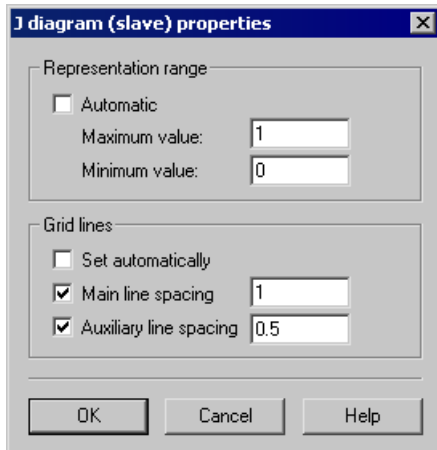 J diagram (slave) properties
Representation range
Automatic
Maximum value: 1
Minimum value: 0
Grid lines
Set automatically
Main line spacing 1
Auxiliary line spacing 0.5
OK Cancel Help